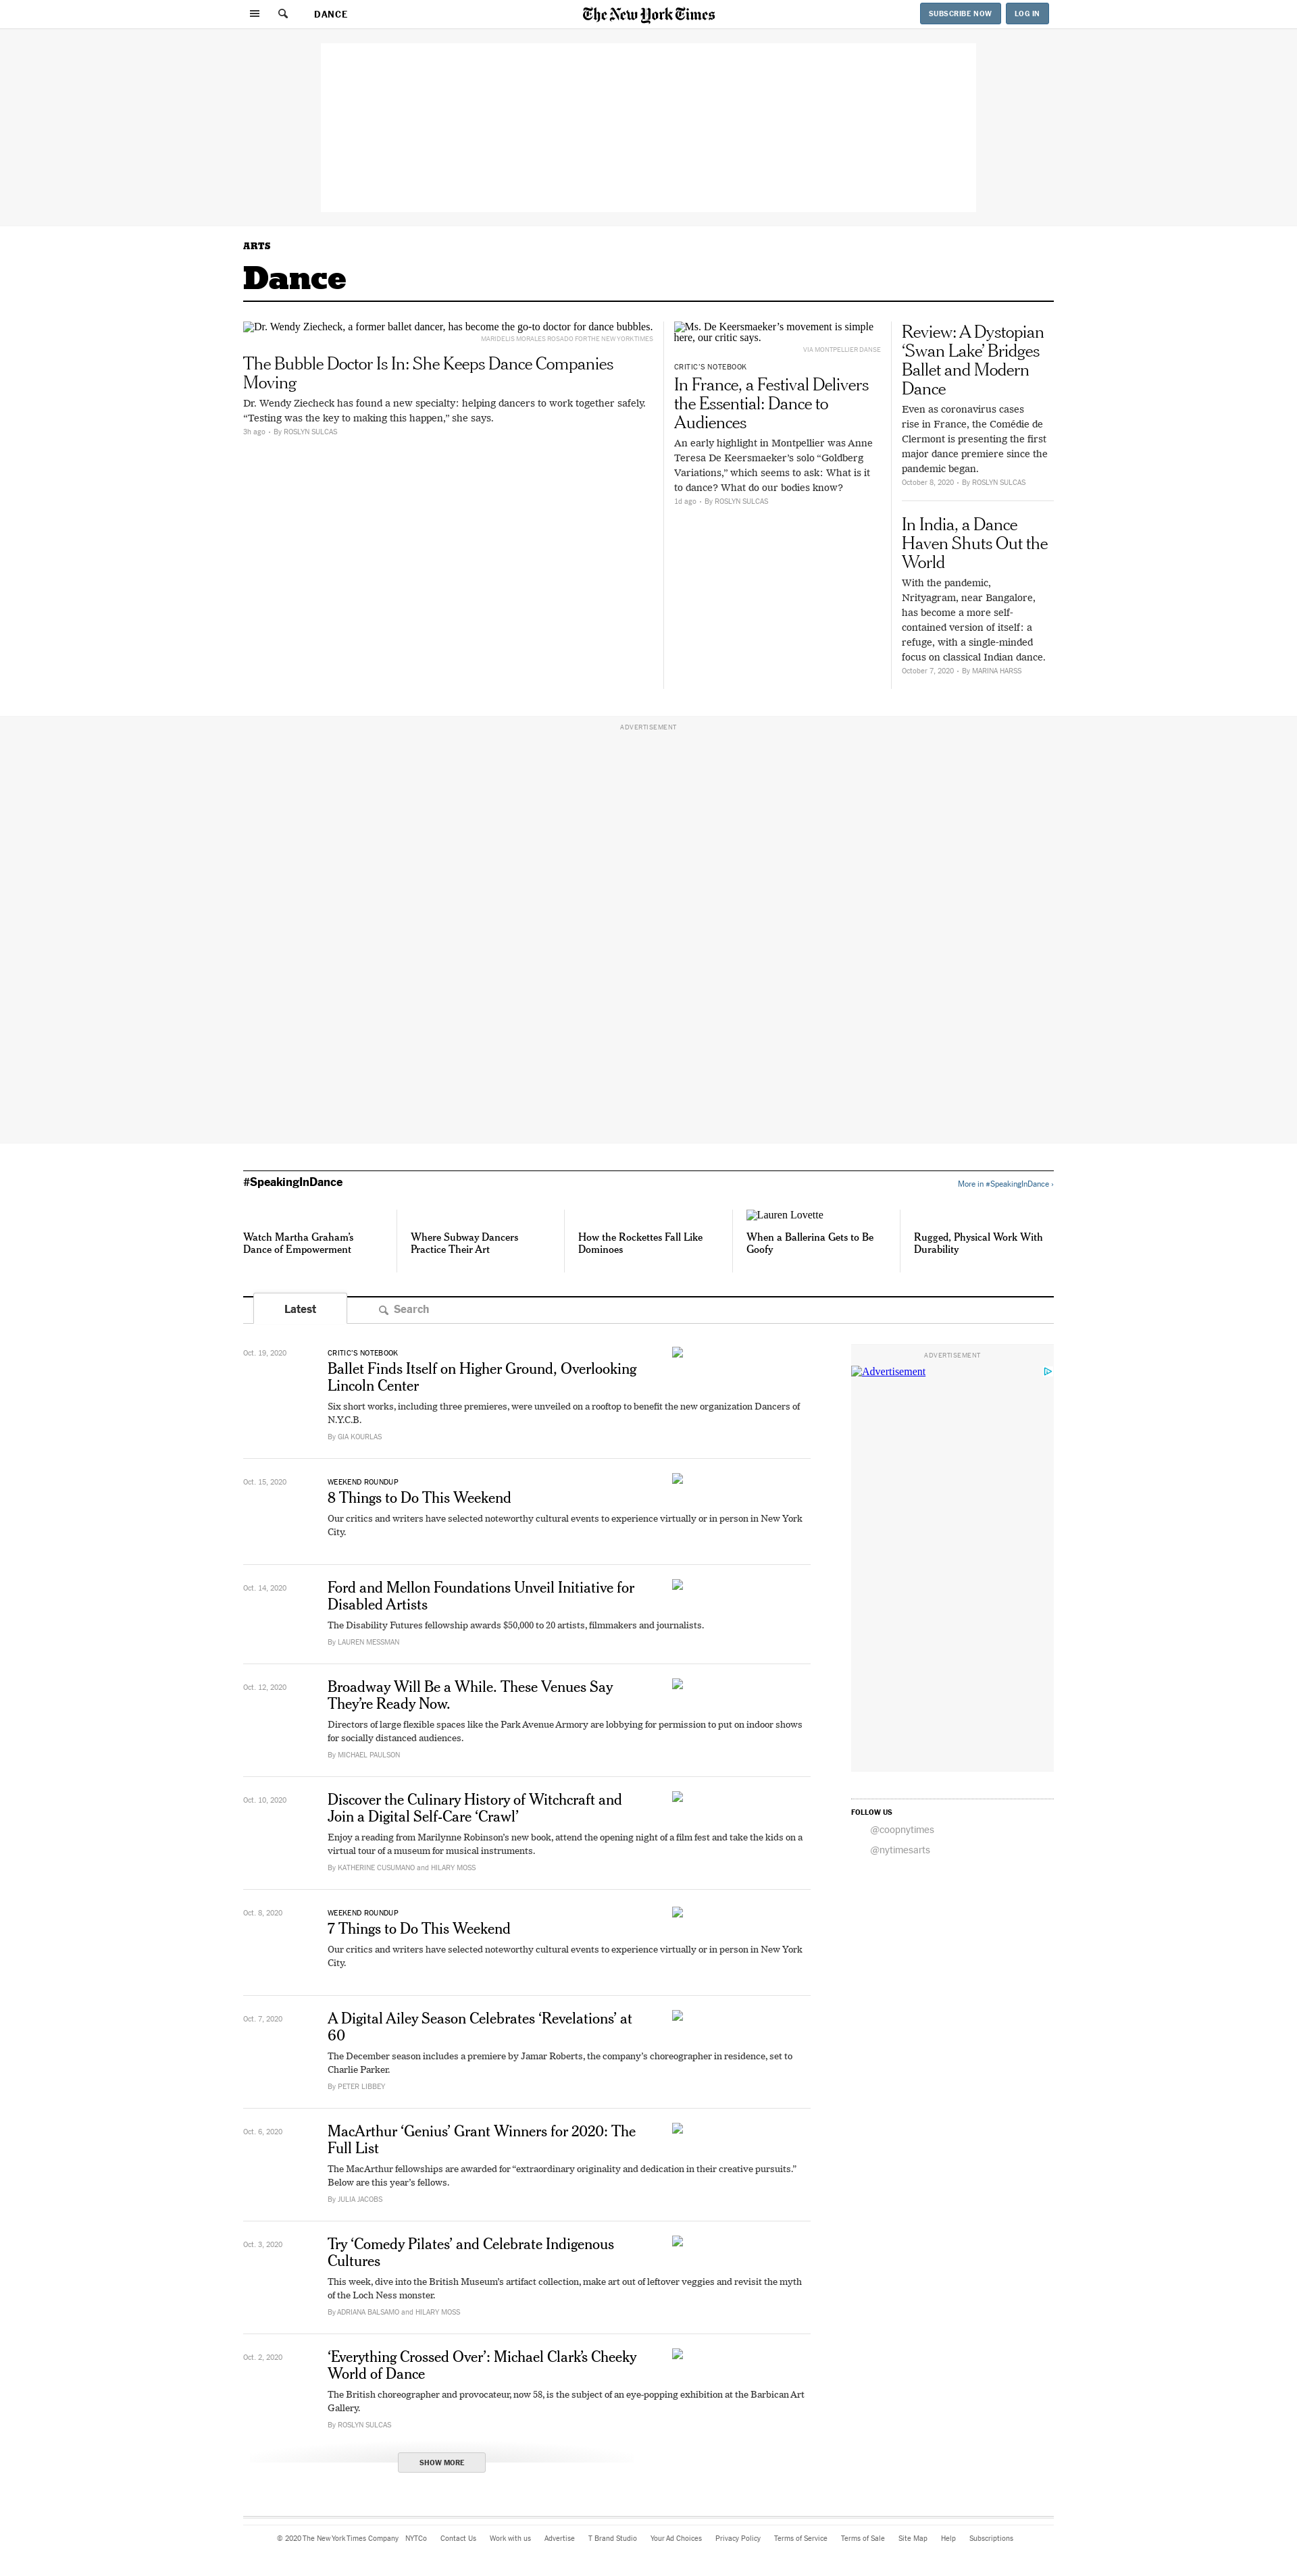 DANCE
The New York Times
SUBSCRIBE NOW
LOG IN
ARTS
Dance
Dr. Wendy Ziecheck, a former ballet dancer, has become the go-to doctor for dance bubbles.
MARIDELIS MORALES ROSADO FOR THE NEW YORK TIMES
The Bubble Doctor Is In: She Keeps Dance Companies
Moving
Dr. Wendy Ziecheck has found a new specialty: helping dancers to work together safely.
“Testing was the key to making this happen,” she says.
3h ago • By ROSLYN SULCAS
Ms. De Keersmaeker’s movement is simple
here, our critic says.
VIA MONTPELLIER DANSE
CRITIC’S NOTEBOOK
In France, a Festival Delivers
the Essential: Dance to
Audiences
An early highlight in Montpellier was Anne
Teresa De Keersmaeker’s solo “Goldberg
Variations,” which seems to ask: What is it
to dance? What do our bodies know?
1d ago • By ROSLYN SULCAS
Review: A Dystopian
‘Swan Lake’ Bridges
Ballet and Modern
Dance
Even as coronavirus cases
rise in France, the Comédie de
Clermont is presenting the first
major dance premiere since the
pandemic began.
October 8, 2020 • By ROSLYN SULCAS
In India, a Dance
Haven Shuts Out the
World
With the pandemic,
Nrityagram, near Bangalore,
has become a more self-
contained version of itself: a
refuge, with a single-minded
focus on classical Indian dance.
October 7, 2020 • By MARINA HARSS
ADVERTISEMENT
#SpeakingInDance
More in #SpeakingInDance ›
Watch Martha Graham’s
Dance of Empowerment
Where Subway Dancers
Practice Their Art
How the Rockettes Fall Like
Dominoes
Lauren Lovette
When a Ballerina Gets to Be
Goofy
Rugged, Physical Work With
Durability
Latest
Search
Oct. 19, 2020
CRITIC’S NOTEBOOK
Ballet Finds Itself on Higher Ground, Overlooking
Lincoln Center
Six short works, including three premieres, were unveiled on a rooftop to benefit the new organization Dancers of
N.Y.C.B.
By GIA KOURLAS
Oct. 15, 2020
WEEKEND ROUNDUP
8 Things to Do This Weekend
Our critics and writers have selected noteworthy cultural events to experience virtually or in person in New York
City.
Oct. 14, 2020
Ford and Mellon Foundations Unveil Initiative for
Disabled Artists
The Disability Futures fellowship awards $50,000 to 20 artists, filmmakers and journalists.
By LAUREN MESSMAN
Oct. 12, 2020
Broadway Will Be a While. These Venues Say
They’re Ready Now.
Directors of large flexible spaces like the Park Avenue Armory are lobbying for permission to put on indoor shows
for socially distanced audiences.
By MICHAEL PAULSON
Oct. 10, 2020
Discover the Culinary History of Witchcraft and
Join a Digital Self-Care ‘Crawl’
Enjoy a reading from Marilynne Robinson’s new book, attend the opening night of a film fest and take the kids on a
virtual tour of a museum for musical instruments.
By KATHERINE CUSUMANO and HILARY MOSS
Oct. 8, 2020
WEEKEND ROUNDUP
7 Things to Do This Weekend
Our critics and writers have selected noteworthy cultural events to experience virtually or in person in New York
City.
Oct. 7, 2020
A Digital Ailey Season Celebrates ‘Revelations’ at
60
The December season includes a premiere by Jamar Roberts, the company’s choreographer in residence, set to
Charlie Parker.
By PETER LIBBEY
Oct. 6, 2020
MacArthur ‘Genius’ Grant Winners for 2020: The
Full List
The MacArthur fellowships are awarded for “extraordinary originality and dedication in their creative pursuits.”
Below are this year’s fellows.
By JULIA JACOBS
Oct. 3, 2020
Try ‘Comedy Pilates’ and Celebrate Indigenous
Cultures
This week, dive into the British Museum’s artifact collection, make art out of leftover veggies and revisit the myth
of the Loch Ness monster.
By ADRIANA BALSAMO and HILARY MOSS
Oct. 2, 2020
‘Everything Crossed Over’: Michael Clark’s Cheeky
World of Dance
The British choreographer and provocateur, now 58, is the subject of an eye-popping exhibition at the Barbican Art
Gallery.
By ROSLYN SULCAS
SHOW MORE
ADVERTISEMENT
Advertisement
FOLLOW US
@coopnytimes
@nytimesarts
© 2020 The New York Times Company NYTCo Contact Us Work with us Advertise T Brand Studio Your Ad Choices Privacy Policy Terms of Service Terms of Sale Site Map Help Subscriptions